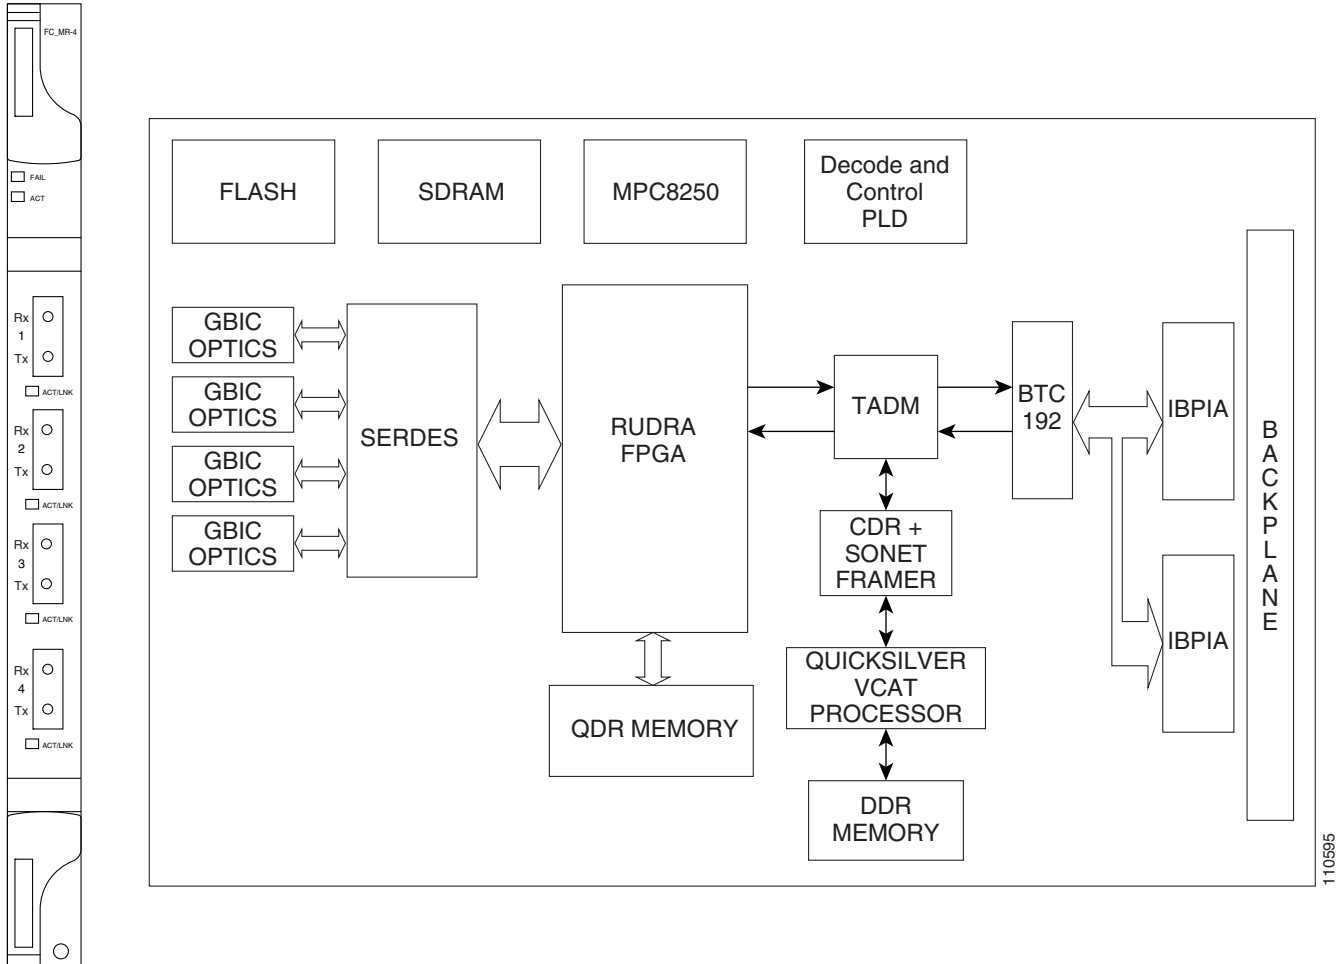 FC_MR-4
FAIL
ACT
Rx
1
Tx
ACT/LNK
Rx
2
Tx
ACT/LNK
Rx
3
Tx
ACT/LNK
Rx
4
Tx
ACT/LNK
FLASH
SDRAM
MPC8250
Decode and
Control
PLD
GBIC
OPTICS
GBIC
OPTICS
GBIC
OPTICS
GBIC
OPTICS
SERDES
RUDRA
FPGA
QDR MEMORY
TADM
CDR +
SONET
FRAMER
QUICKSILVER
VCAT
PROCESSOR
DDR
MEMORY
BTC
192
IBPIA
IBPIA
BACKPLANE
110595